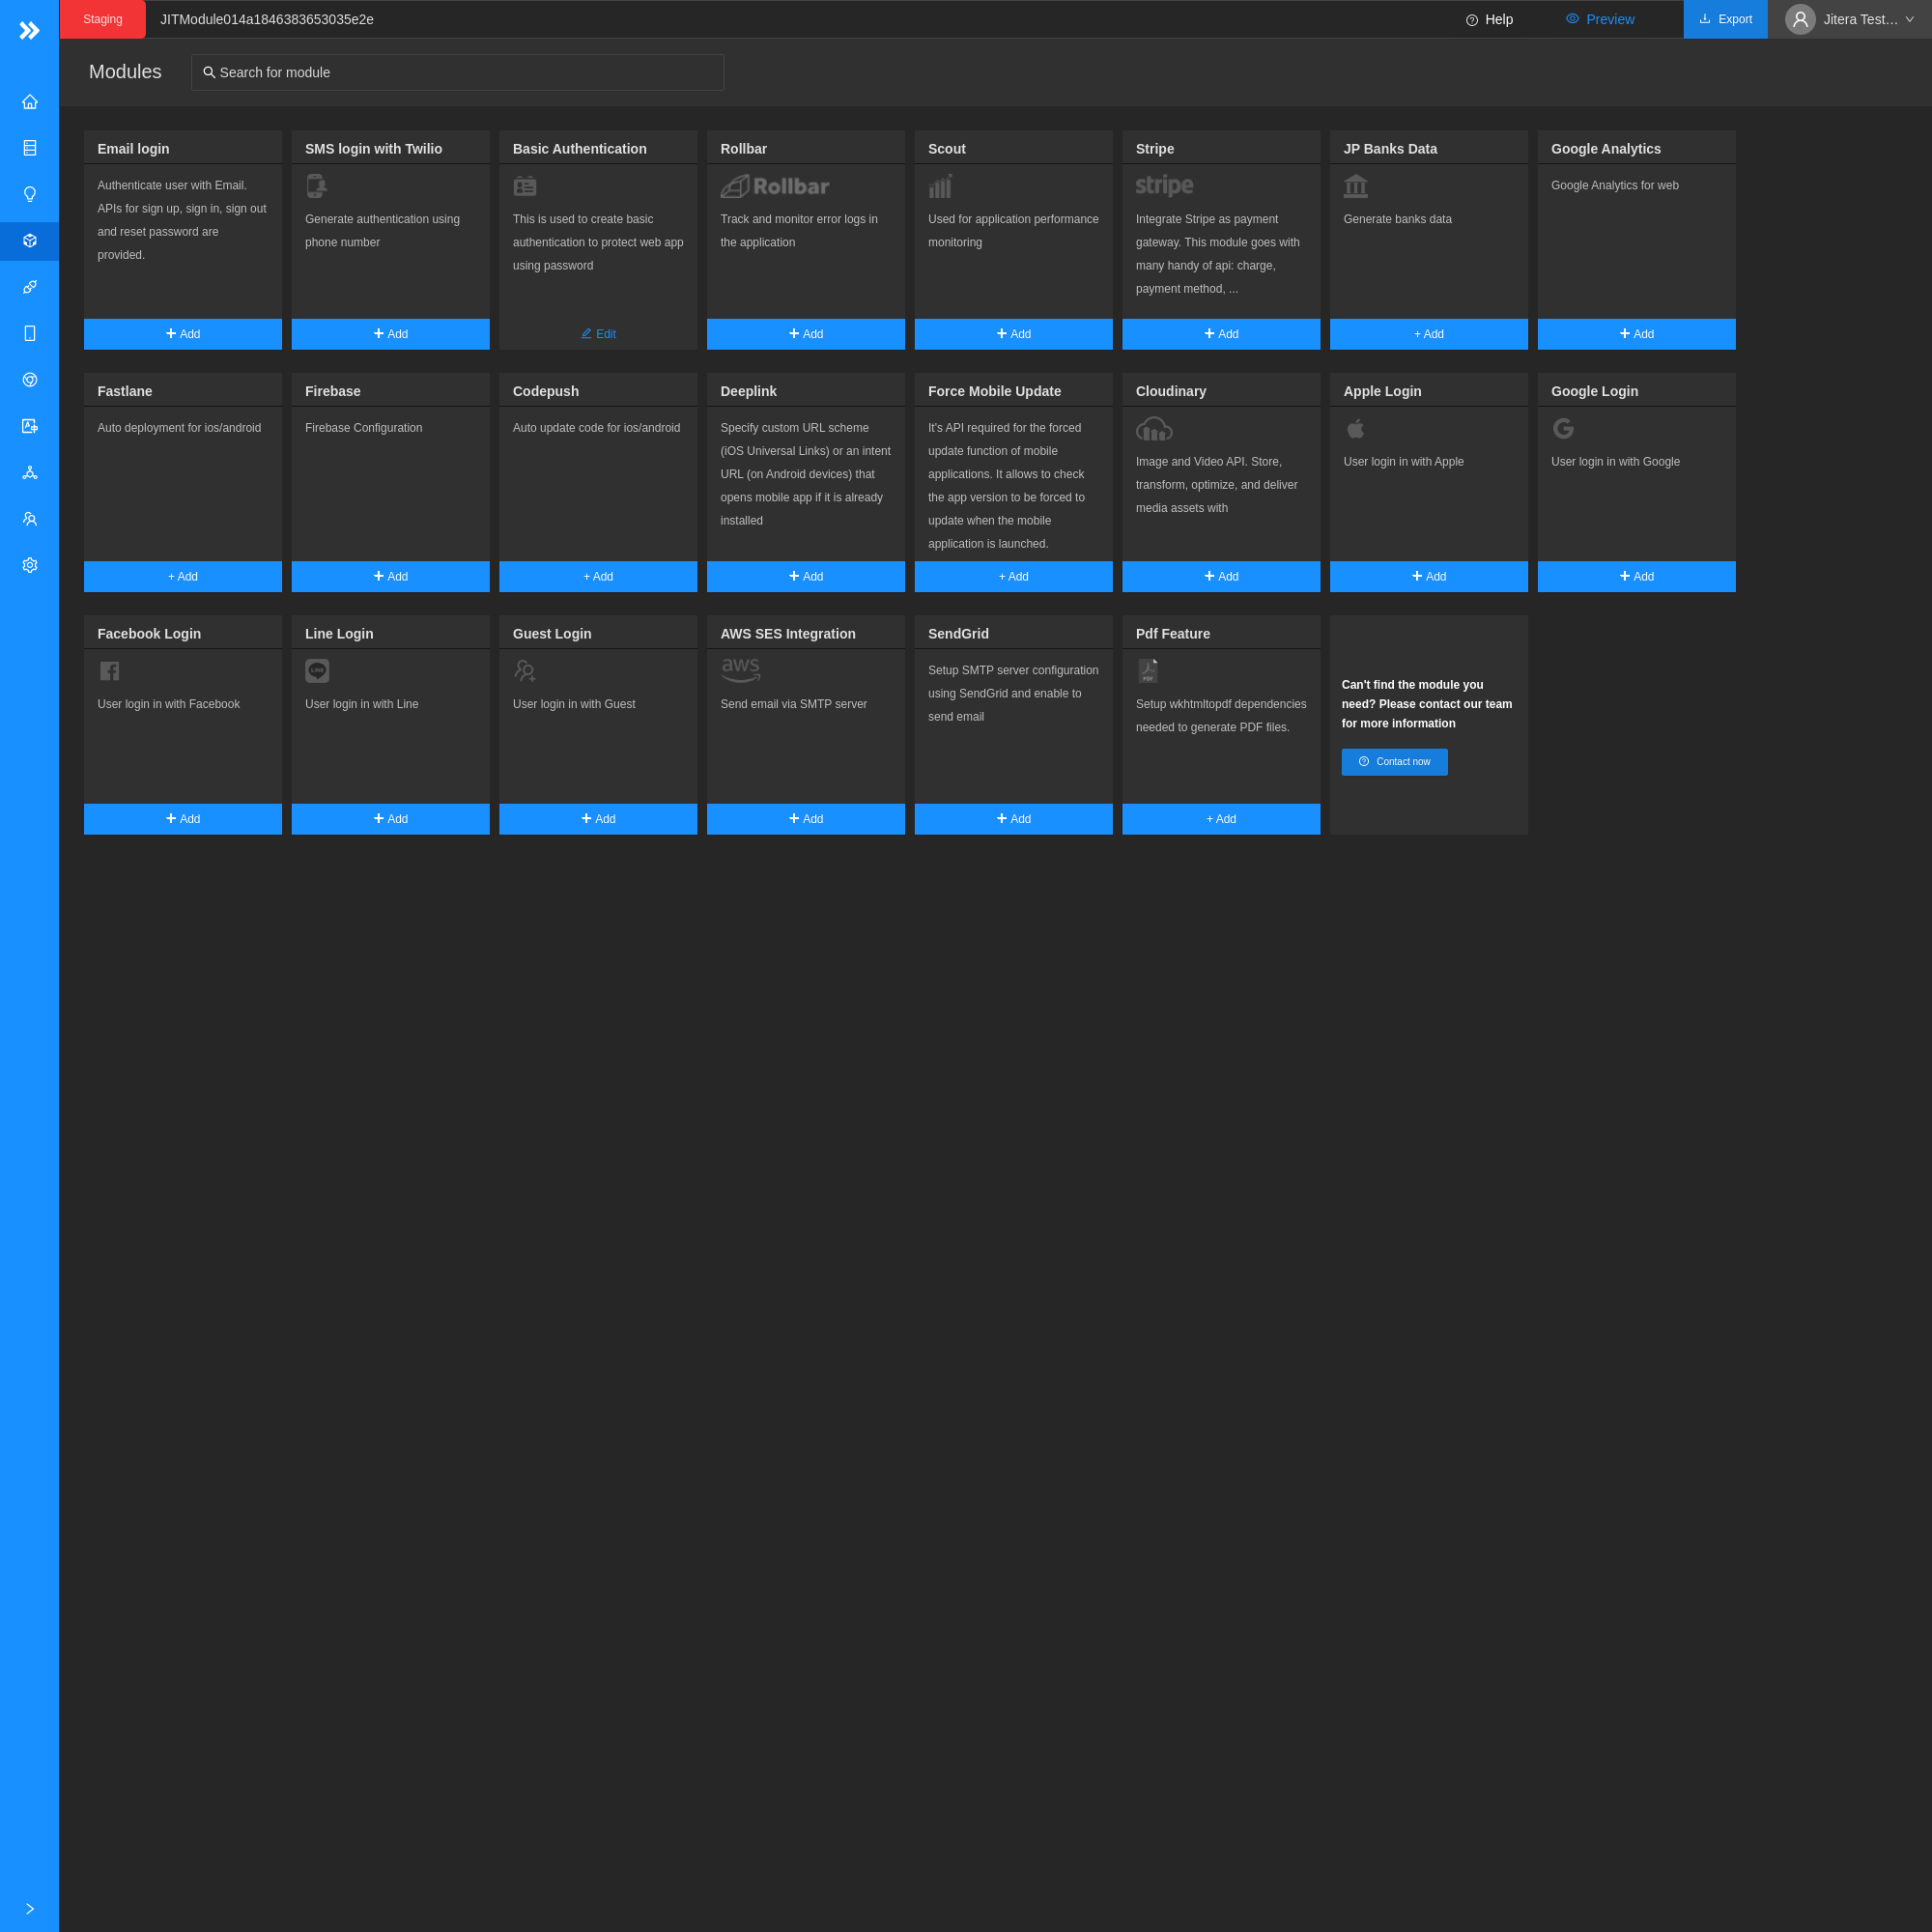 Staging
JITModule014a1846383653035e2e
Help
Preview
Export
Jitera Test…
Modules
Search for module
Email login
Authenticate user with Email.
APIs for sign up, sign in, sign out
and reset password are
provided.
Add
SMS login with Twilio
Generate authentication using
phone number
Add
Basic Authentication
This is used to create basic
authentication to protect web app
using password
Edit
Rollbar
Rollbar
Track and monitor error logs in
the application
Add
Scout
Used for application performance
monitoring
Add
Stripe
stripe
Integrate Stripe as payment
gateway. This module goes with
many handy of api: charge,
payment method, ...
Add
JP Banks Data
Generate banks data
+ Add
Google Analytics
Google Analytics for web
Add
Fastlane
Auto deployment for ios/android
+ Add
Firebase
Firebase Configuration
Add
Codepush
Auto update code for ios/android
+ Add
Deeplink
Specify custom URL scheme
(iOS Universal Links) or an intent
URL (on Android devices) that
opens mobile app if it is already
installed
Add
Force Mobile Update
It's API required for the forced
update function of mobile
applications. It allows to check
the app version to be forced to
update when the mobile
application is launched.
+ Add
Cloudinary
Image and Video API. Store,
transform, optimize, and deliver
media assets with
Add
Apple Login
User login in with Apple
Add
Google Login
User login in with Google
Add
Facebook Login
User login in with Facebook
Add
Line Login
LINE
User login in with Line
Add
Guest Login
User login in with Guest
Add
AWS SES Integration
aws
Send email via SMTP server
Add
SendGrid
Setup SMTP server configuration
using SendGrid and enable to
send email
Add
Pdf Feature
PDF
Setup wkhtmltopdf dependencies
needed to generate PDF files.
+ Add
Can't find the module you
need? Please contact our team
for more information
Contact now